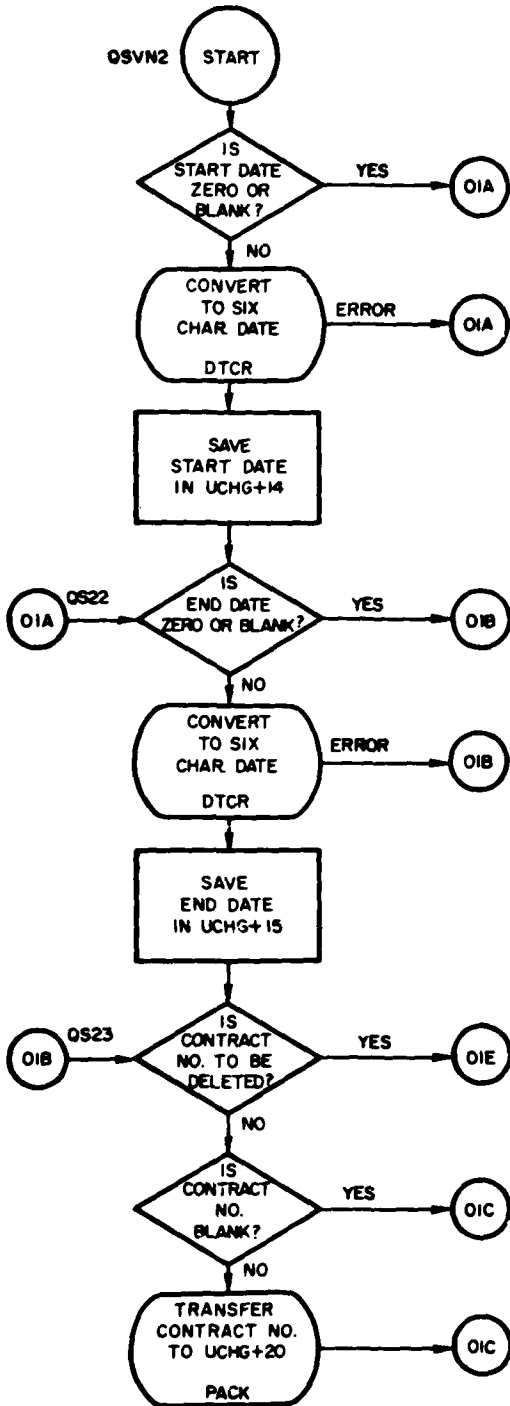 QSVN2 START
IS
START DATE
ZERO OR
BLANK?
YES
01A
NO
CONVERT
TO SIX
CHAR. DATE
DTCR
ERROR
01A
SAVE
START DATE
IN UCHG+14
01A
QS22
IS
END DATE
ZERO OR BLANK?
YES
01B
NO
CONVERT
TO SIX
CHAR. DATE
DTCR
ERROR
01B
SAVE
END DATE
IN UCHG+15
01B
QS23
IS
CONTRACT
NO. TO BE
DELETED?
YES
01E
NO
IS
CONTRACT
NO.
BLANK?
YES
01C
NO
TRANSFER
CONTRACT NO.
TO UCHG+20
PACK
01C